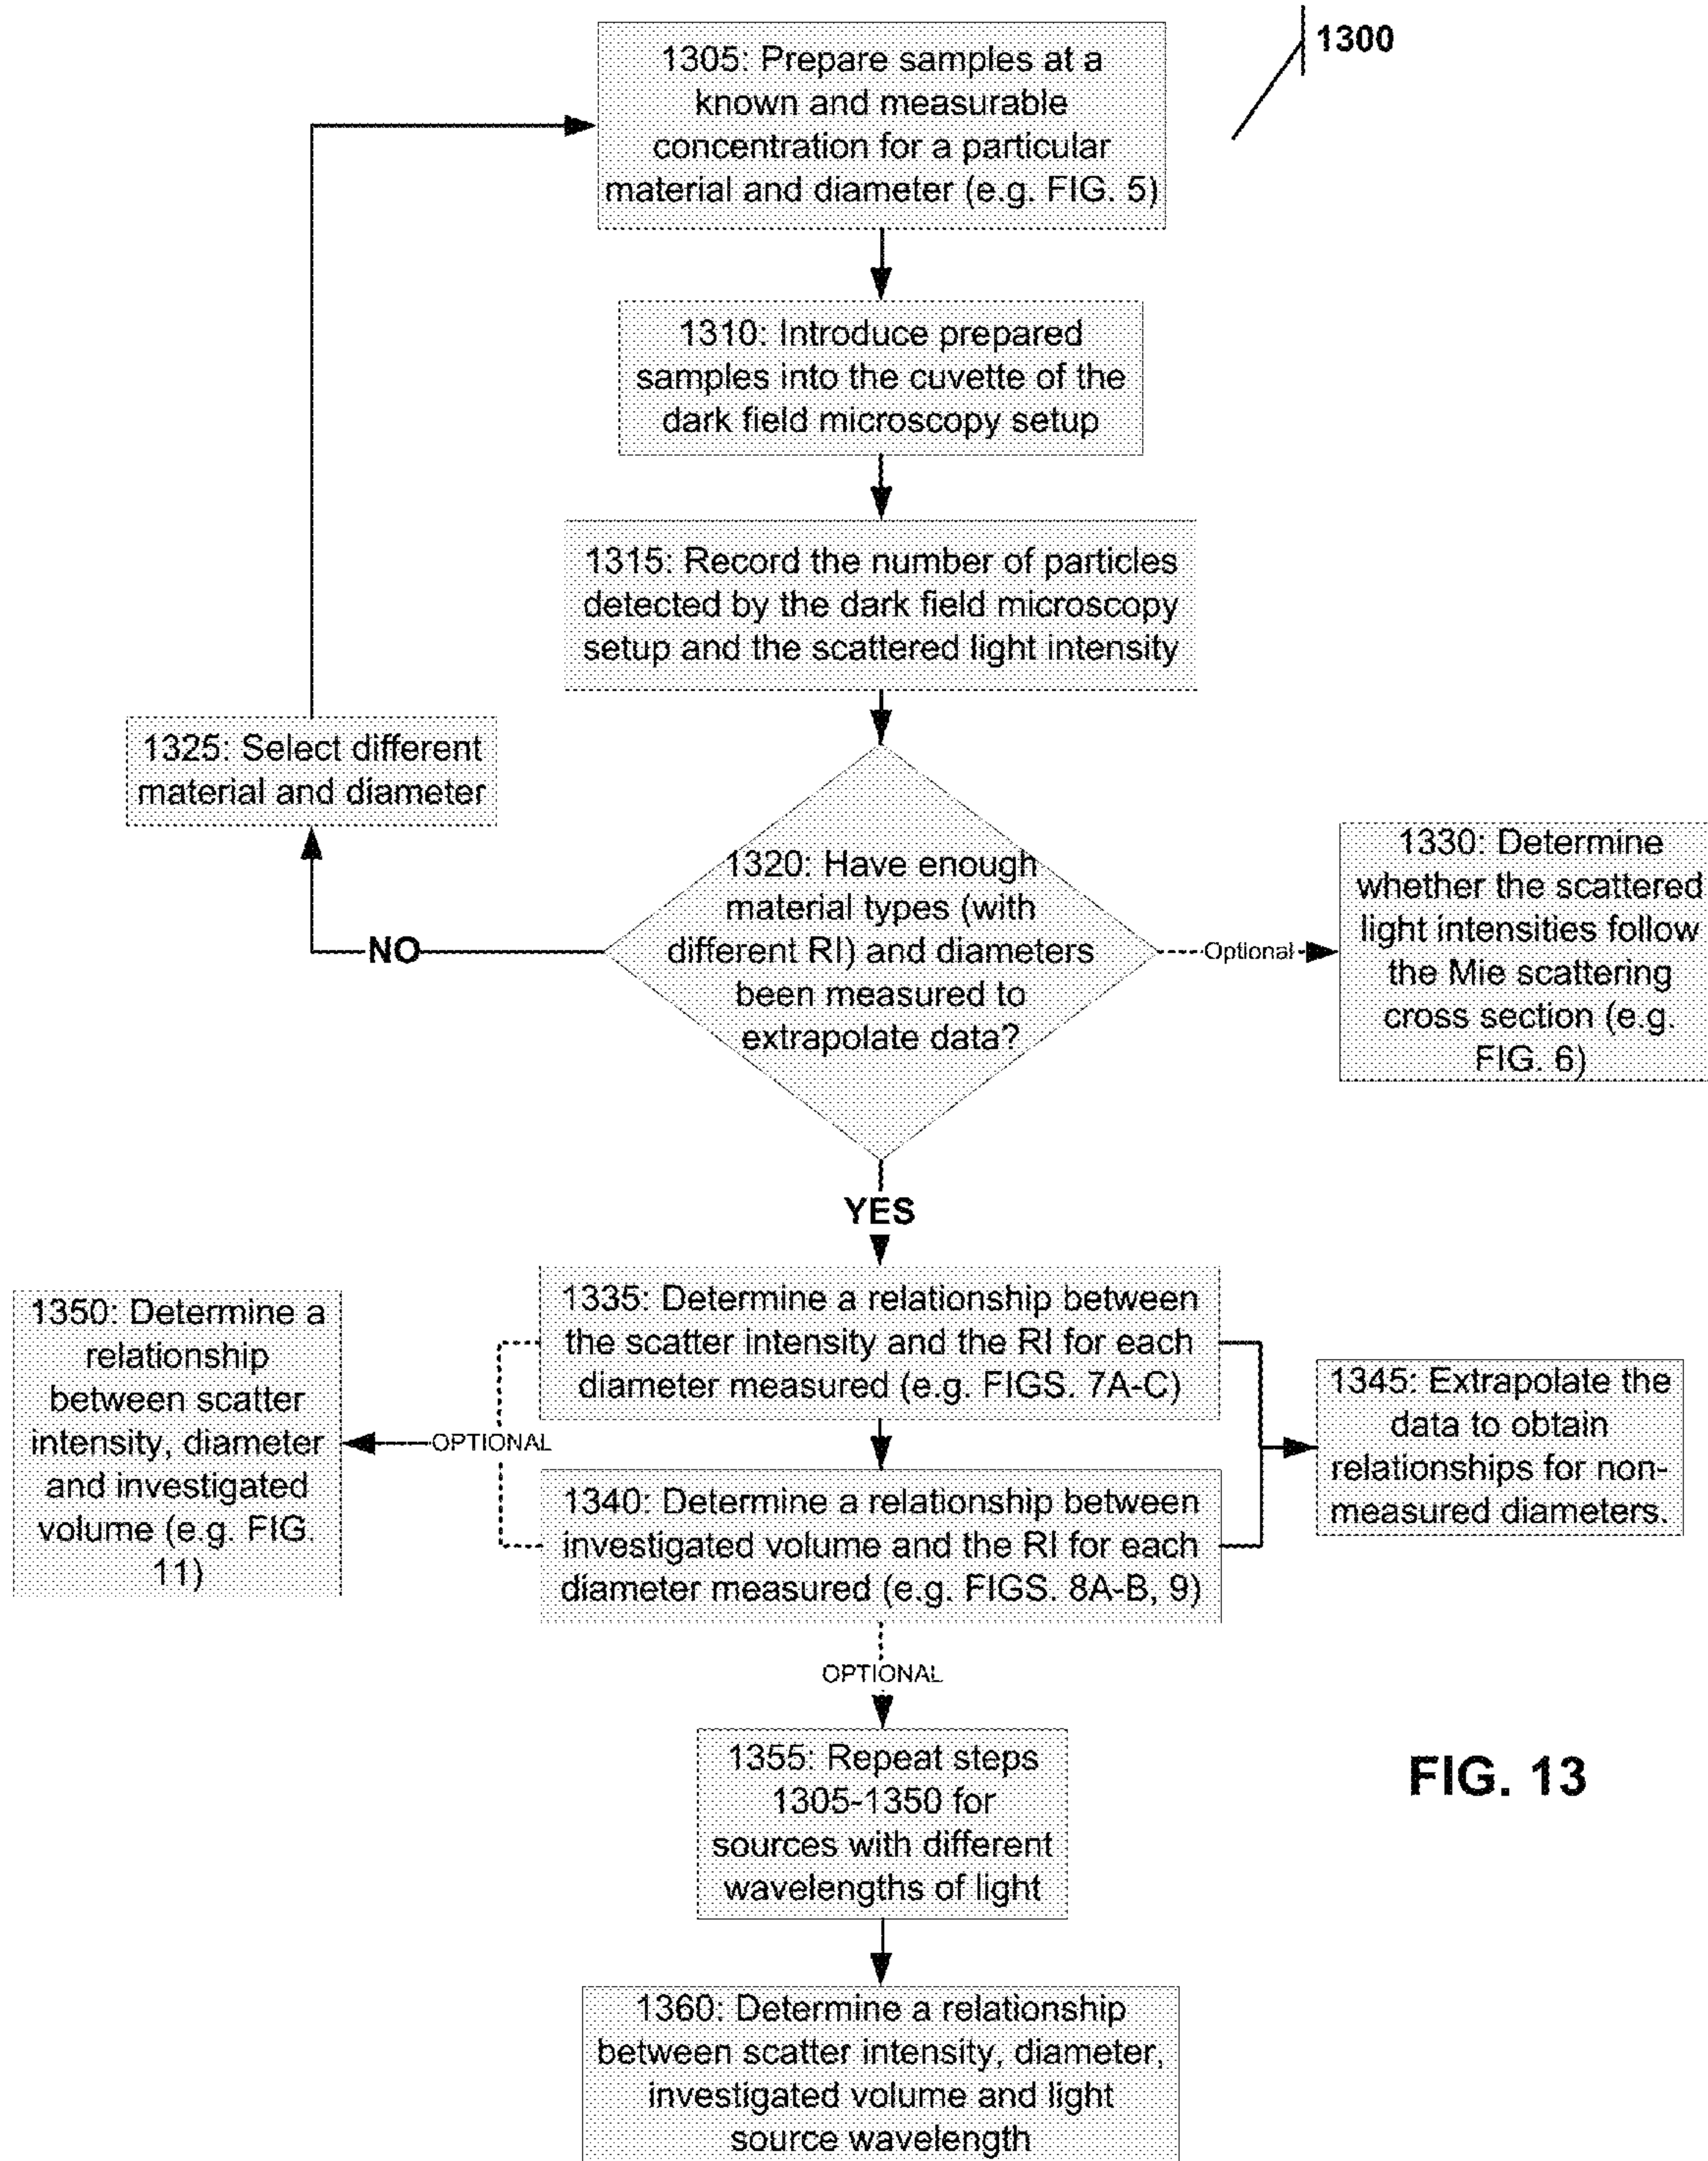 1300
1305: Prepare samples at a
known and measurable
concentration for a particular
material and diameter (e.g. FIG. 5)
1310: Introduce prepared
samples into the cuvette of the
dark field microscopy setup
1315: Record the number of particles
detected by the dark field microscopy
setup and the scattered light intensity
1325: Select different
material and diameter
1320: Have enough
material types (with
different RI) and diameters
been measured to
extrapolate data?
NO
Optional
1330: Determine
whether the scattered
light intensities follow
the Mie scattering
cross section (e.g.
FIG. 6)
YES
1335: Determine a relationship between
the scatter intensity and the RI for each
diameter measured (e.g. FIGS. 7A-C)
1350: Determine a
relationship
between scatter
intensity, diameter
and investigated
volume (e.g. FIG.
11)
OPTIONAL
1340: Determine a relationship between
investigated volume and the RI for each
diameter measured (e.g. FIGS. 8A-B, 9)
1345: Extrapolate the
data to obtain
relationships for non-
measured diameters.
OPTIONAL
1355: Repeat steps
1305-1350 for
sources with different
wavelengths of light
FIG. 13
1360: Determine a relationship
between scatter intensity, diameter,
investigated volume and light
source wavelength